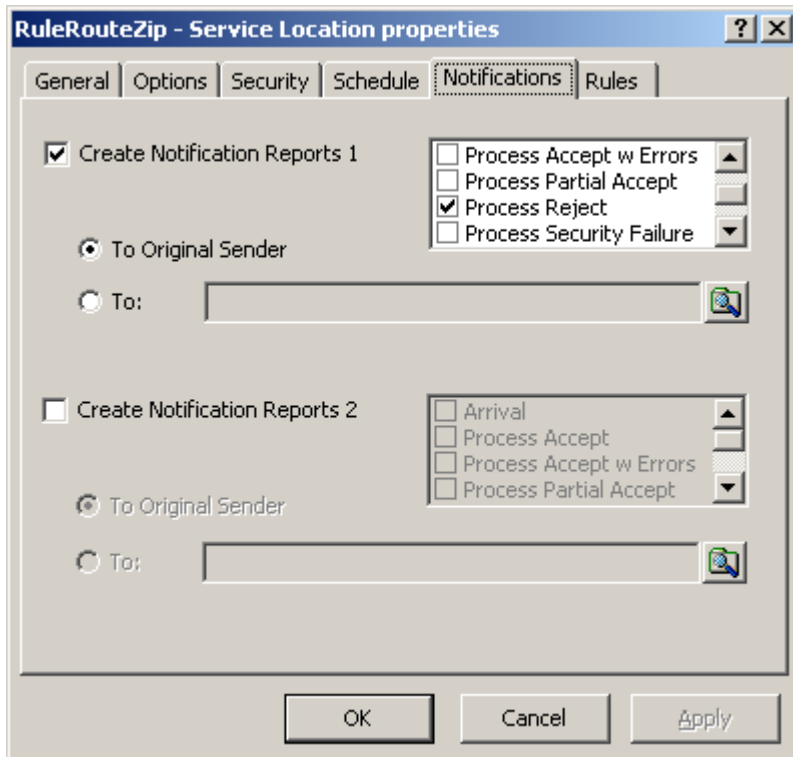 RuleRouteZip - Service Location properties
General Options Security Schedule Notifications Rules
Create Notification Reports 1
Process Accept w Errors
Process Partial Accept
Process Reject
Process Security Failure
To Original Sender
To:
Create Notification Reports 2
Arrival
Process Accept
Process Accept w Errors
Process Partial Accept
To Original Sender
To:
OK Cancel Apply